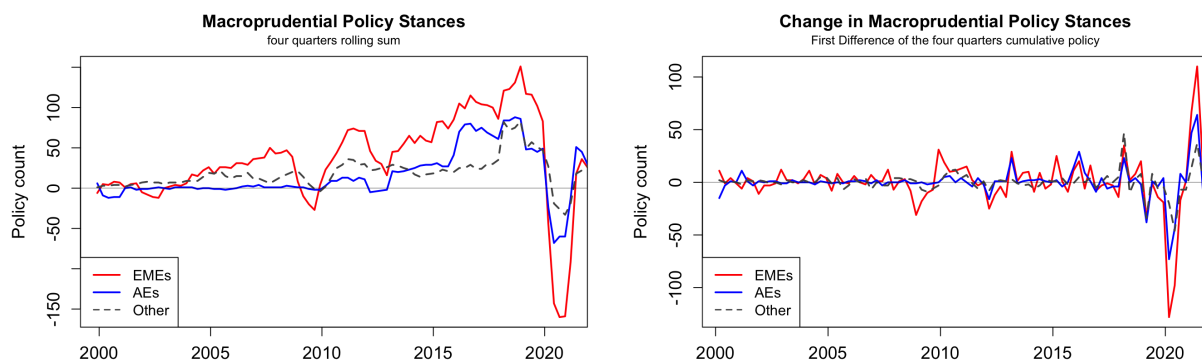 Macroprudential Policy Stances
four quarters rolling sum
Policy count
100
50
0
-50
-150
EMEs
AEs
Other
2000 2005 2010 2015 2020
Change in Macroprudential Policy Stances
First Difference of the four quarters cumulative policy
Policy count
100
50
0
-50
-100
EMEs
AEs
Other
2000 2005 2010 2015 2020